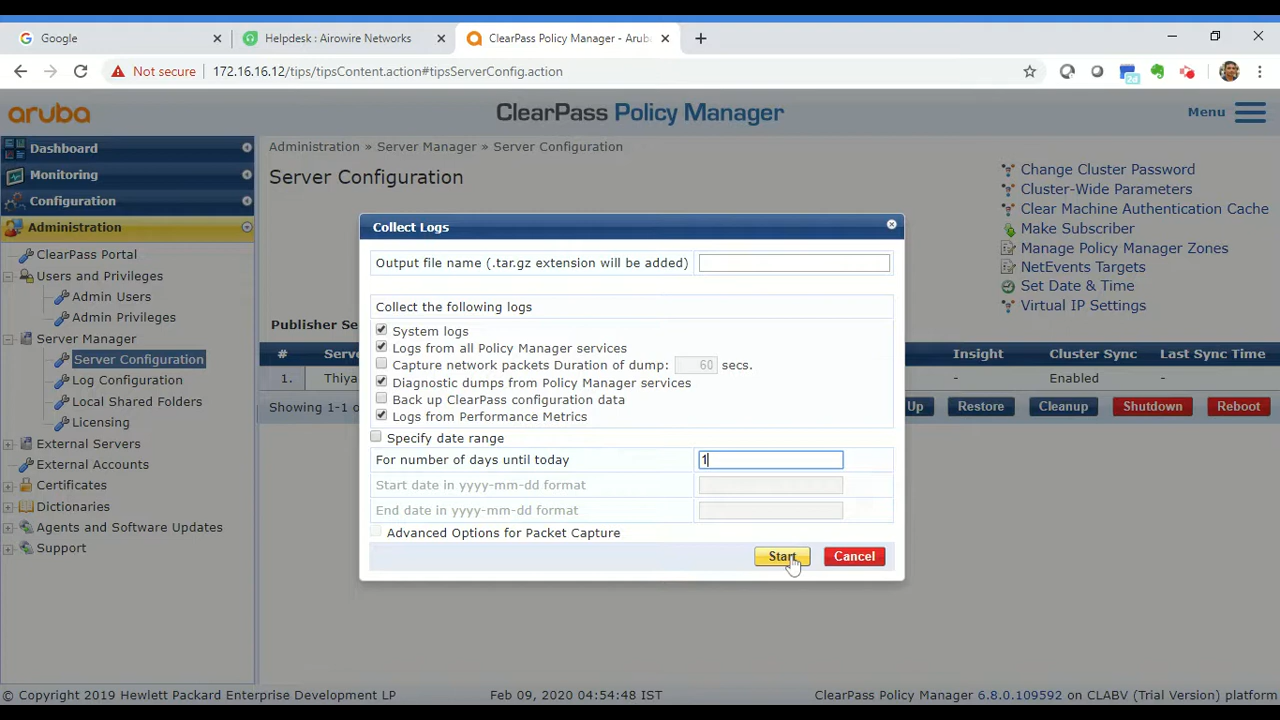 Google
Helpdesk : Airowire Networks
ClearPass Policy Manager - Arub
Not secure
172.16.16.12/tips/tipsContent.action#tipsServerConfig.action
aruba
ClearPass Policy Manager
Menu
Dashboard
Monitoring
Configuration
Administration
ClearPass Portal
Users and Privileges
Admin Users
Admin Privileges
Server Manager
Server Configuration
Log Configuration
Local Shared Folders
Licensing
External Servers
External Accounts
Certificates
Dictionaries
Agents and Software Updates
Support
Administration » Server Manager » Server Configuration
Server Configuration
Change Cluster Password
Cluster-Wide Parameters
Clear Machine Authentication Cache
Make Subscriber
Manage Policy Manager Zones
NetEvents Targets
Set Date & Time
Virtual IP Settings
Publisher Se
# Serve Insight Cluster Sync Last Sync Time
1. Thiya - Enabled -
Showing 1-1 o Up Restore Cleanup Shutdown Reboot
Collect Logs
Output file name (.tar.gz extension will be added)
Collect the following logs
System logs
Logs from all Policy Manager services
Capture network packets Duration of dump: 60 secs.
Diagnostic dumps from Policy Manager services
Back up ClearPass configuration data
Logs from Performance Metrics
Specify date range
For number of days until today 1
Start date in yyyy-mm-dd format
End date in yyyy-mm-dd format
Advanced Options for Packet Capture
Start Cancel
© Copyright 2019 Hewlett Packard Enterprise Development LP Feb 09, 2020 04:54:48 IST ClearPass Policy Manager 6.8.0.109592 on CLABV (Trial Version) platform